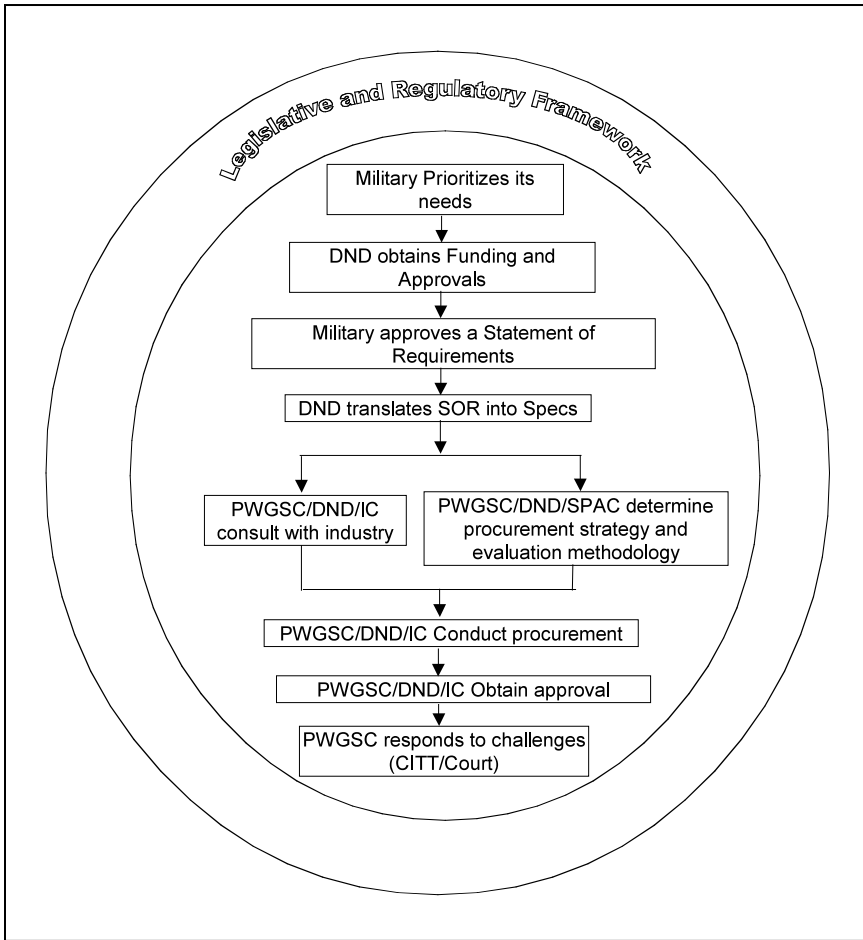 Legislative and Regulatory Framework
Military Prioritizes its
needs
DND obtains Funding and
Approvals
Military approves a Statement of
Requirements
DND translates SOR into Specs
PWGSC/DND/IC
consult with industry
PWGSC/DND/SPAC determine
procurement strategy and
evaluation methodology
PWGSC/DND/IC Conduct procurement
PWGSC/DND/IC Obtain approval
PWGSC responds to challenges
(CITT/Court)